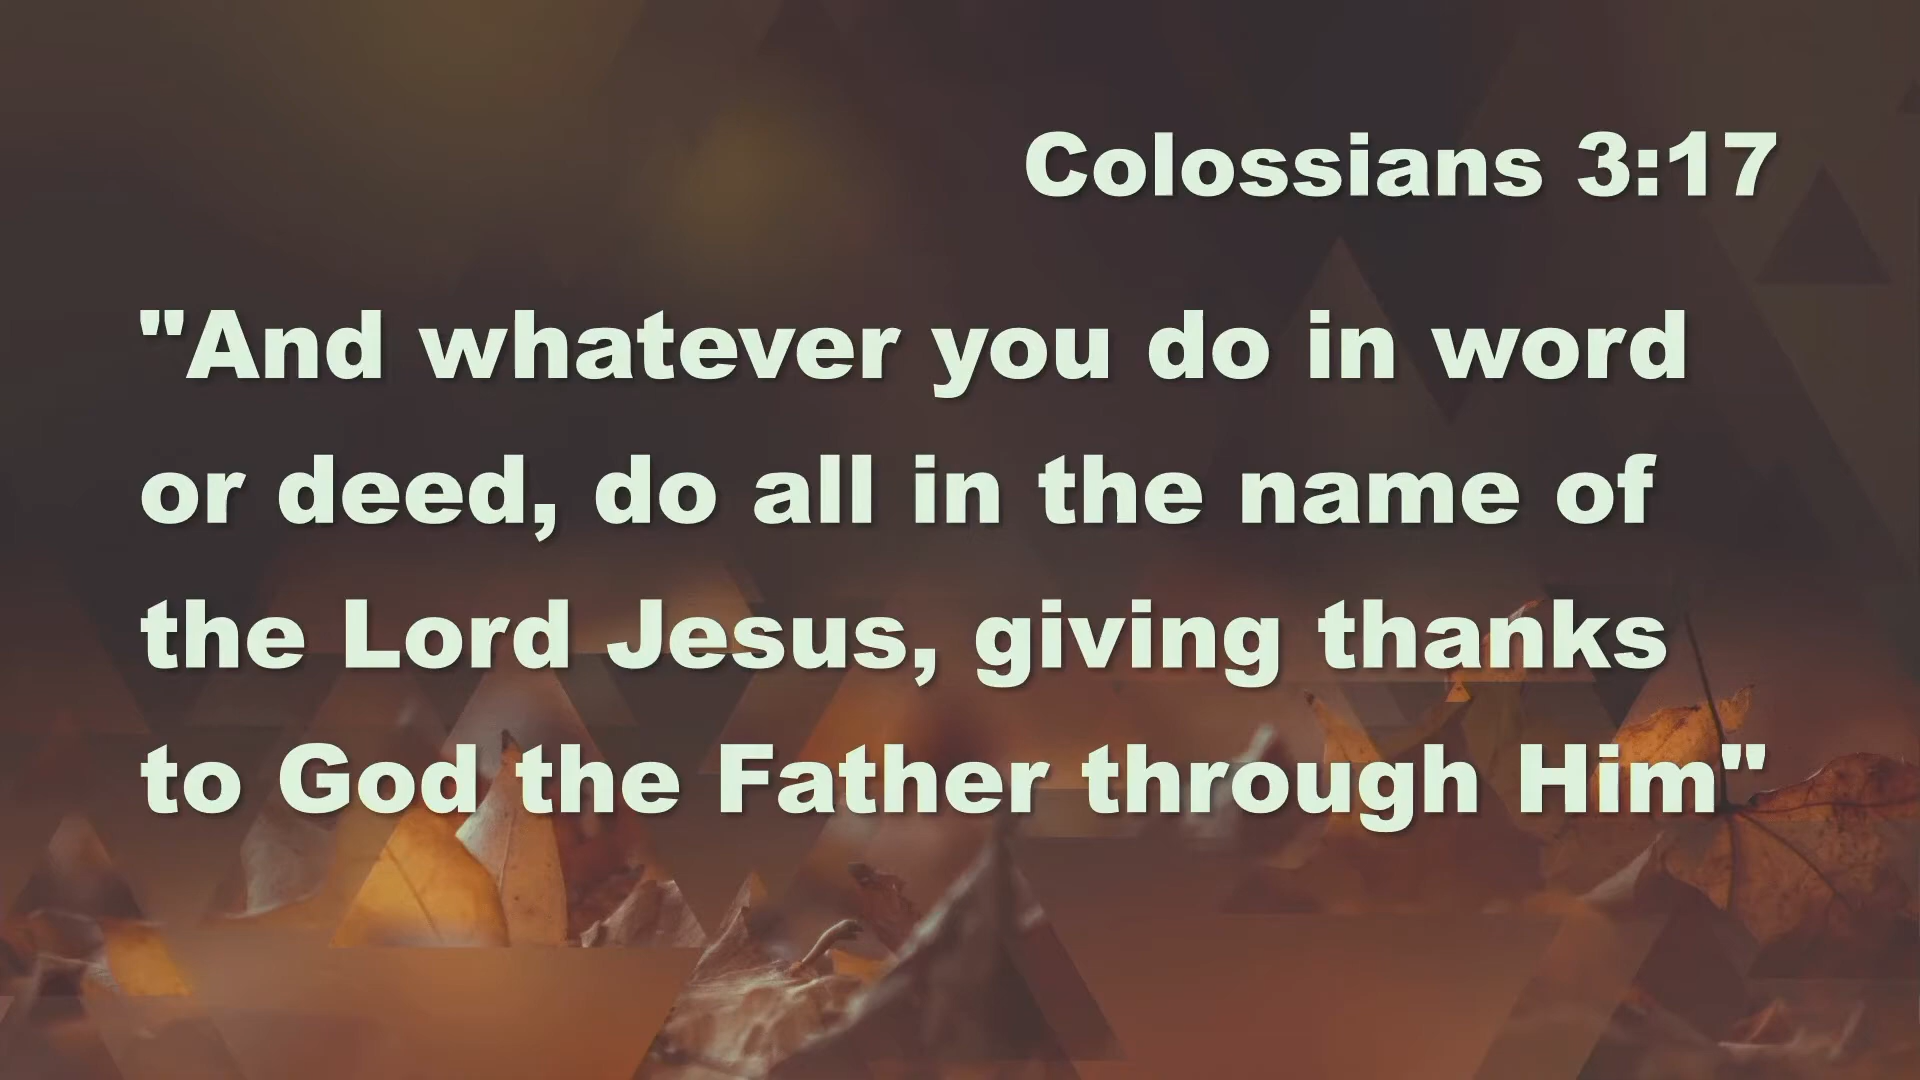 Colossians 3:17
"And whatever you do in word
or deed, do all in the name of
the Lord Jesus, giving thanks
to God the Father through Him"